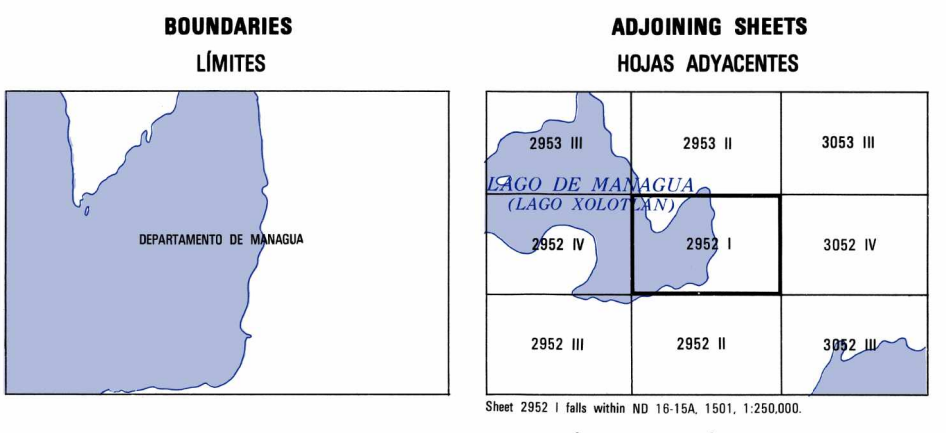 BOUNDARIES
LÍMITES
DEPARTAMENTO DE MANAGUA
ADJOINING SHEETS
HOJAS ADYACENTES
2953 III
2953 II
3053 III
LAGO DE MANAGUA
(LAGO XOLOTLAN)
2952 IV
2952 I
3052 IV
2952 III
2952 II
3052 III
Sheet 2952 I falls within ND 16-15A, 1501, 1:250,000.